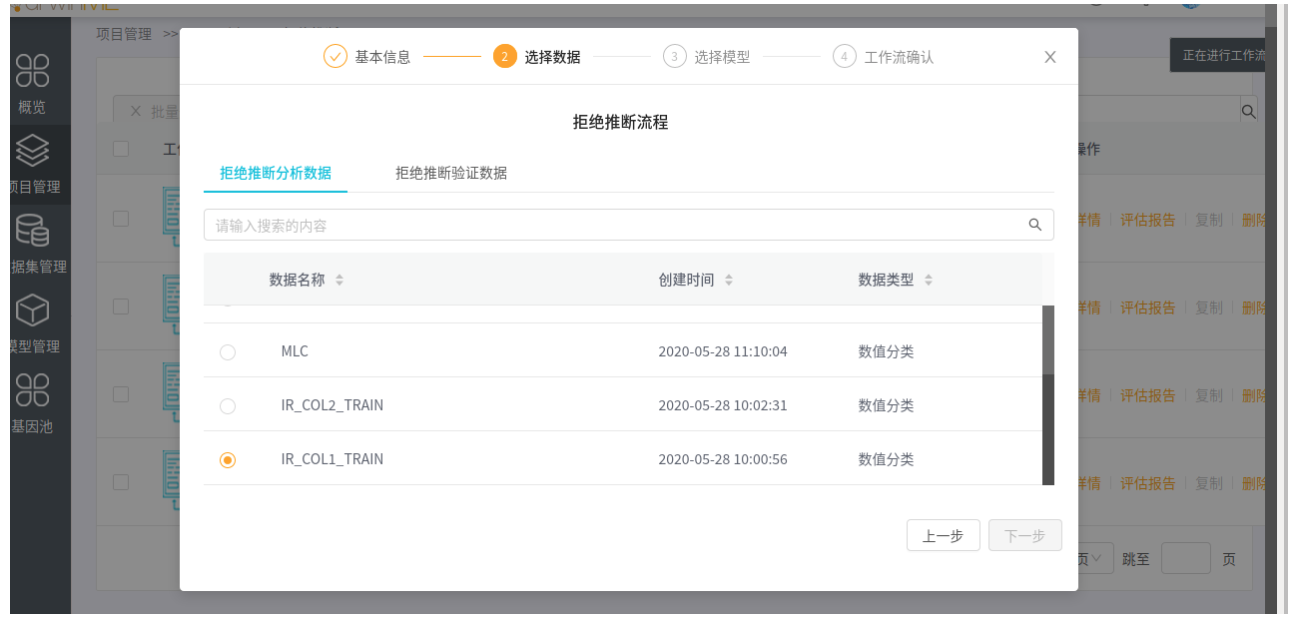 项目管理 >>
基本信息 2 选择数据 3 选择模型 4 工作流确认
正在进行工作流
概览
批量
拒绝推断流程
操作
项目管理
拒绝推断分析数据 拒绝推断验证数据
请输入搜索的内容
详情 评估报告 复制 删除
数据集管理
数据名称 创建时间 数据类型
详情 评估报告 复制 删除
模型管理
MLC 2020-05-28 11:10:04 数值分类
IR_COL2_TRAIN 2020-05-28 10:02:31 数值分类
详情 评估报告 复制 删除
基因池
IR_COL1_TRAIN 2020-05-28 10:00:56 数值分类
详情 评估报告 复制 删除
上一步 下一步
页 跳至 页